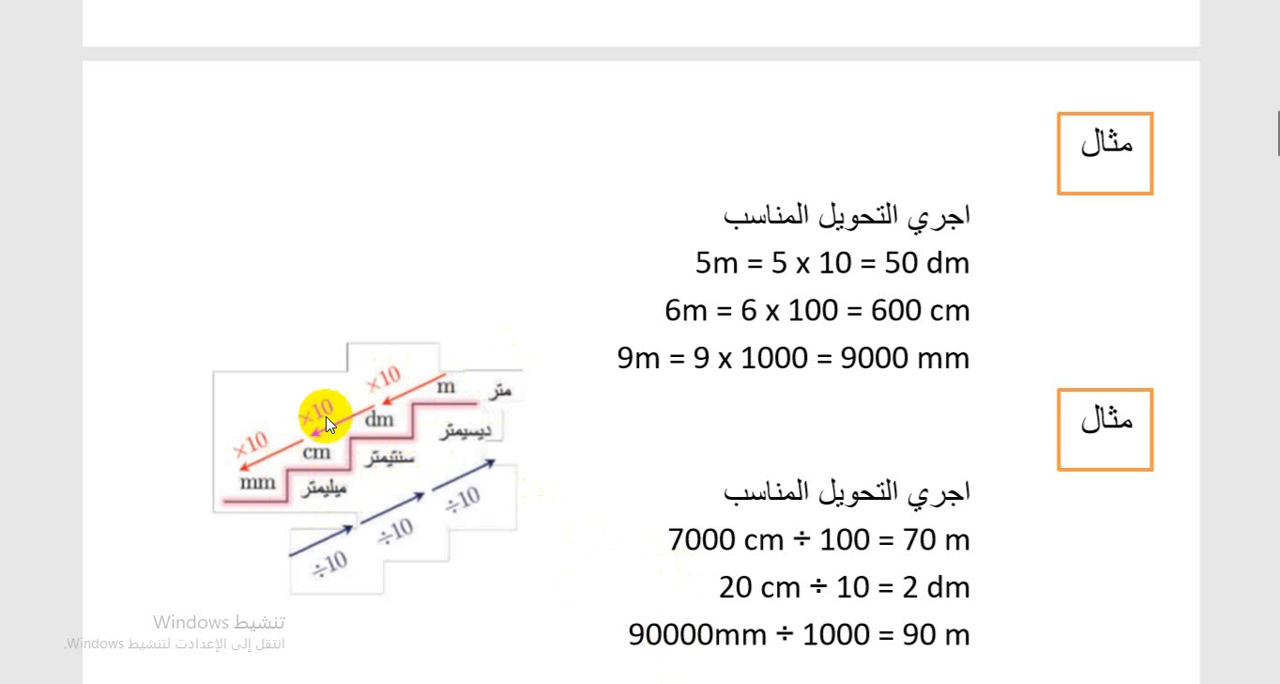 مثال
اجري التحويل المناسب
5m = 5 x 10 = 50 dm
6m = 6 x 100 = 600 cm
9m = 9 x 1000 = 9000 mm
×10
m
متر
×10
dm
ديسيمتر
×10
cm
سنتيمتر
mm
ميليمتر
÷10
÷10
÷10
مثال
اجري التحويل المناسب
7000 cm ÷ 100 = 70 m
20 cm ÷ 10 = 2 dm
90000mm ÷ 1000 = 90 m
تنشيط Windows
انتقل إلى الإعدادت لتنشيط Windows.